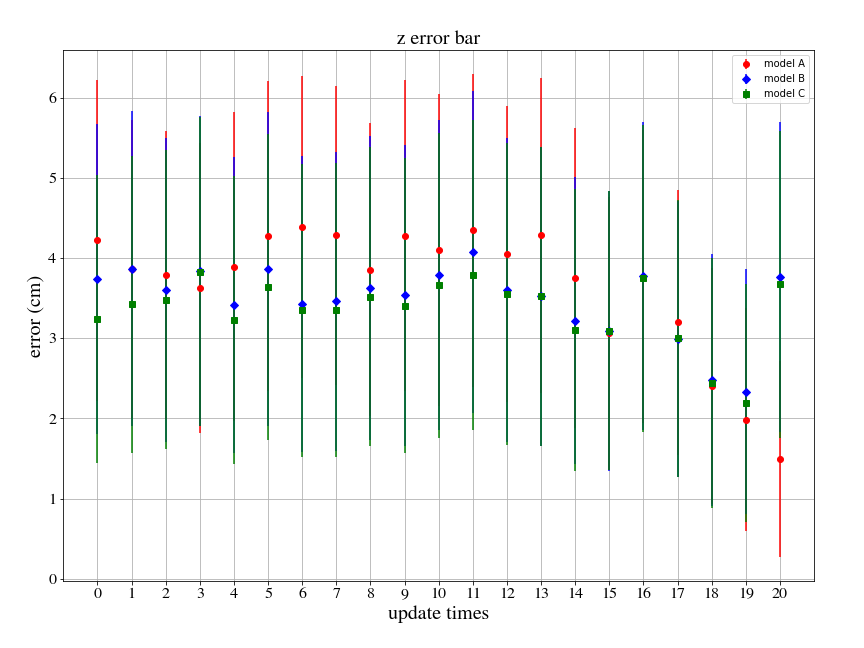 z error bar
model A
model B
model C
6
5
4
3
2
1
0
error (cm)
0 1 2 3 4 5 6 7 8 9 10 11 12 13 14 15 16 17 18 19 20
update times